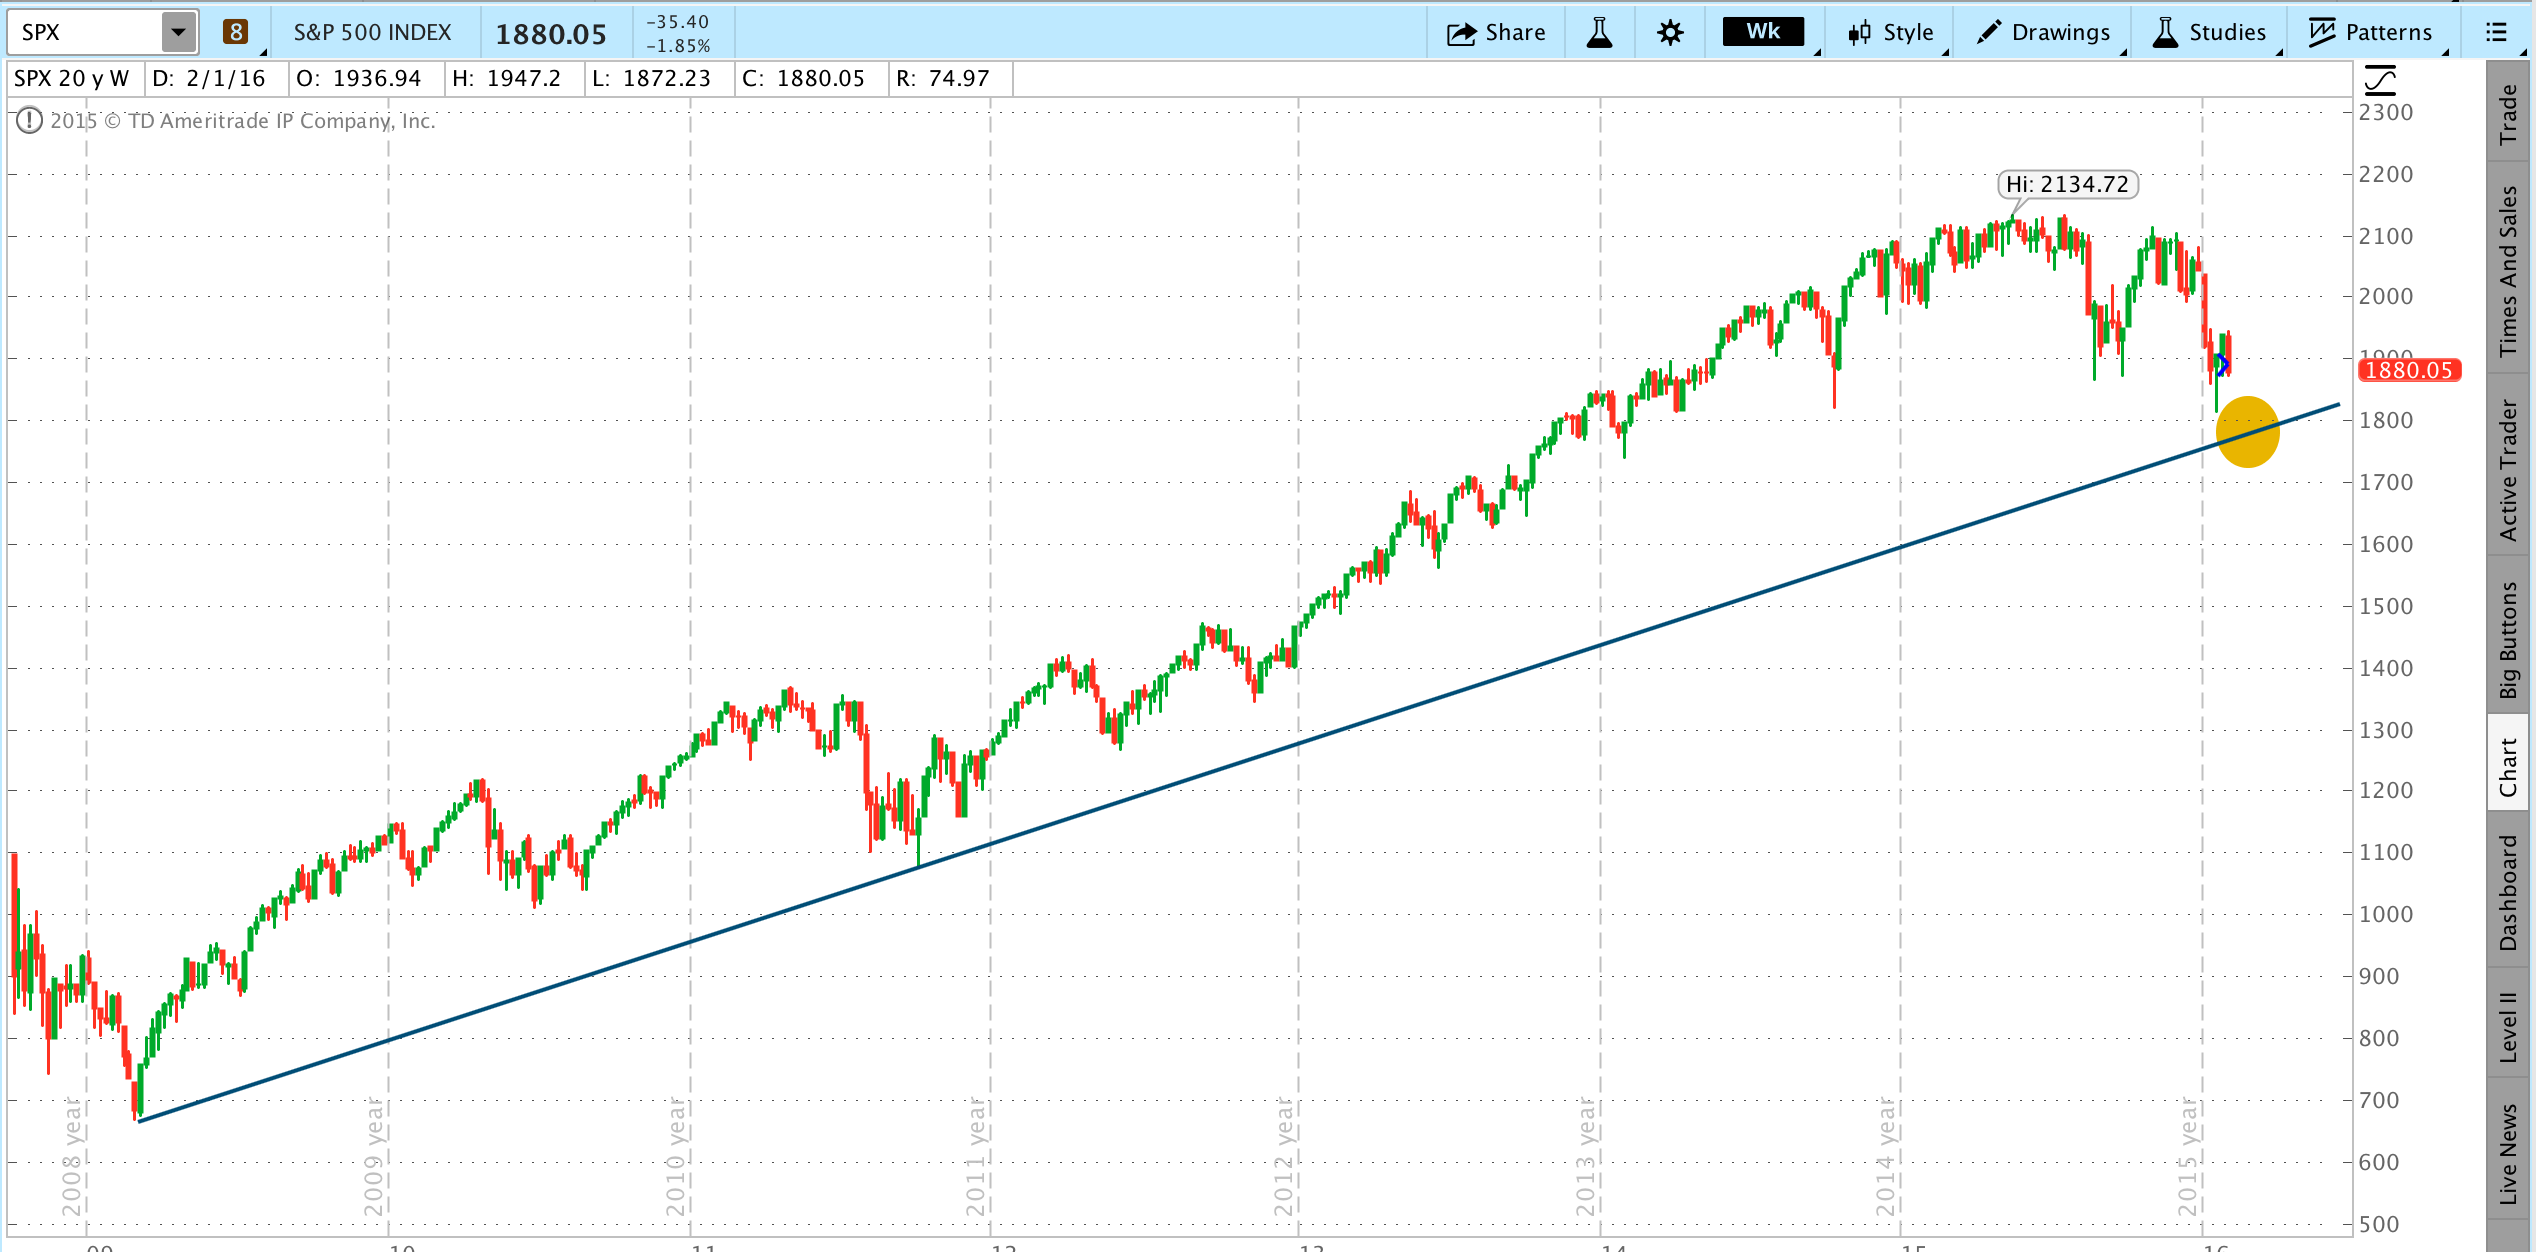 SPX
8
S&P 500 INDEX
1880.05
-35.40
-1.85%
Share
Wk
Style
Drawings
Studies
Patterns
SPX 20 y W
D: 2/1/16
O: 1936.94
H: 1947.2
L: 1872.23
C: 1880.05
R: 74.97
2015 © TD Ameritrade IP Company, Inc.
Hi: 2134.72
2300
2200
2100
2000
1900
1880.05
1800
1700
1600
1500
1400
1300
1200
1100
1000
900
800
700
600
500
2008 year
2009 year
2010 year
2011 year
2012 year
2013 year
2014 year
2015 year
09
10
11
12
13
14
15
16
Trade
Times And Sales
Active Trader
Big Buttons
Chart
Dashboard
Level II
Live News